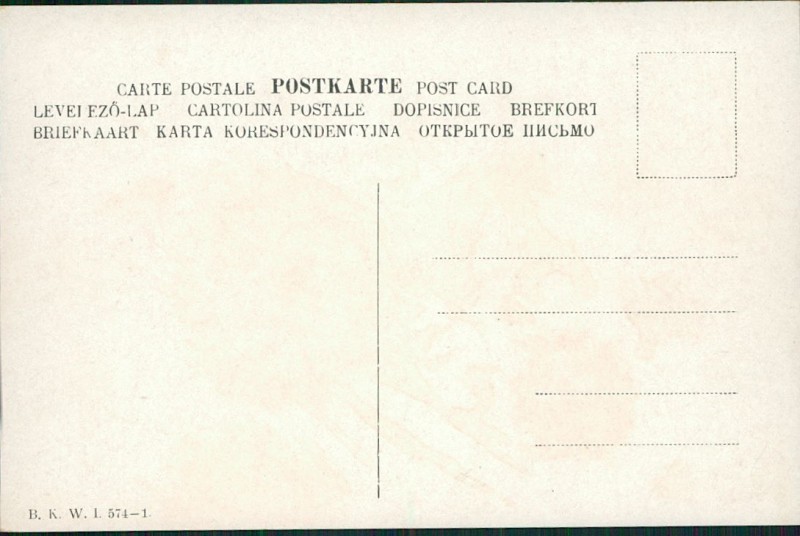 CARTE POSTALE POSTKARTE POST CARD
LEVELEZŐ-LAP CARTOLINA POSTALE DOPISNICE BREFKORT
BRIEFKAART KARTA KORESPONDENCYJNA ОТКРЫТОЕ ПИСЬМО
B. K. W. I. 574–1.